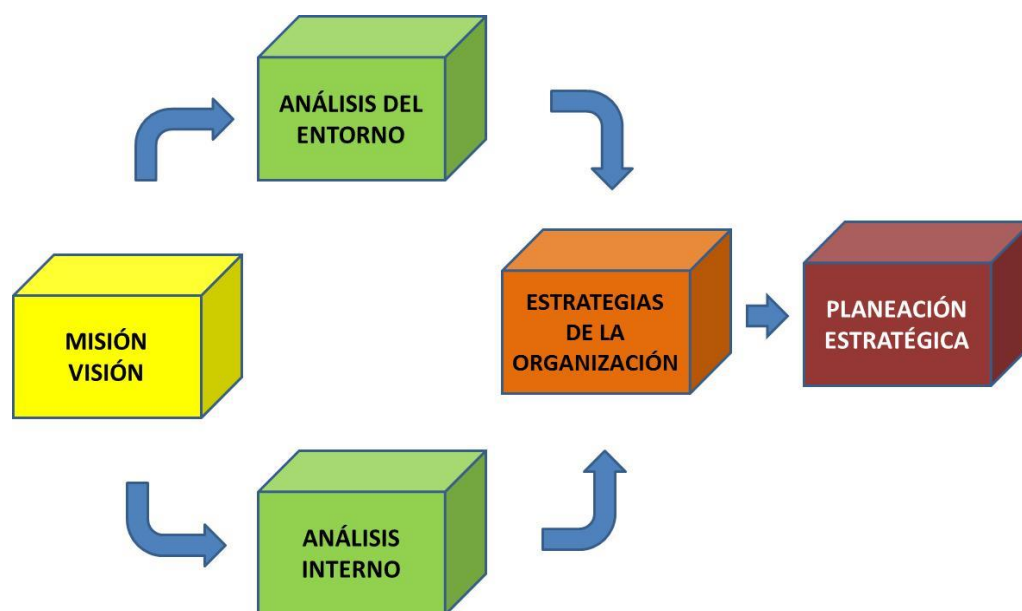 ANÁLISIS DEL
ENTORNO
MISIÓN
VISIÓN
ESTRATEGIAS
DE LA
ORGANIZACIÓN
PLANEACIÓN
ESTRATÉGICA
ANÁLISIS
INTERNO